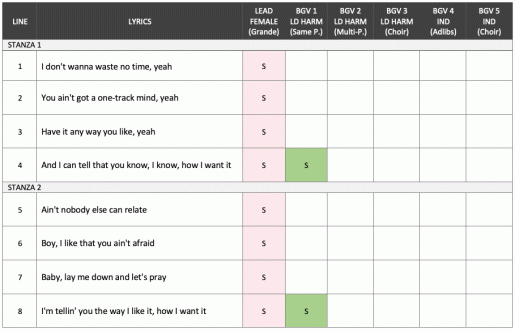 LINE LYRICS LEAD FEMALE (Grande) BGV 1 LD HARM (Same P.) BGV 2 LD HARM (Multi-P.) BGV 3 LD HARM (Choir) BGV 4 IND (Adlibs) BGV 5 IND (Choir)
STANZA 1
1 I don't wanna waste no time, yeah S
2 You ain't got a one-track mind, yeah S
3 Have it any way you like, yeah S
4 And I can tell that you know, I know, how I want it S S
STANZA 2
5 Ain't nobody else can relate S
6 Boy, I like that you ain't afraid S
7 Baby, lay me down and let's pray S
8 I'm tellin' you the way I like it, how I want it S S